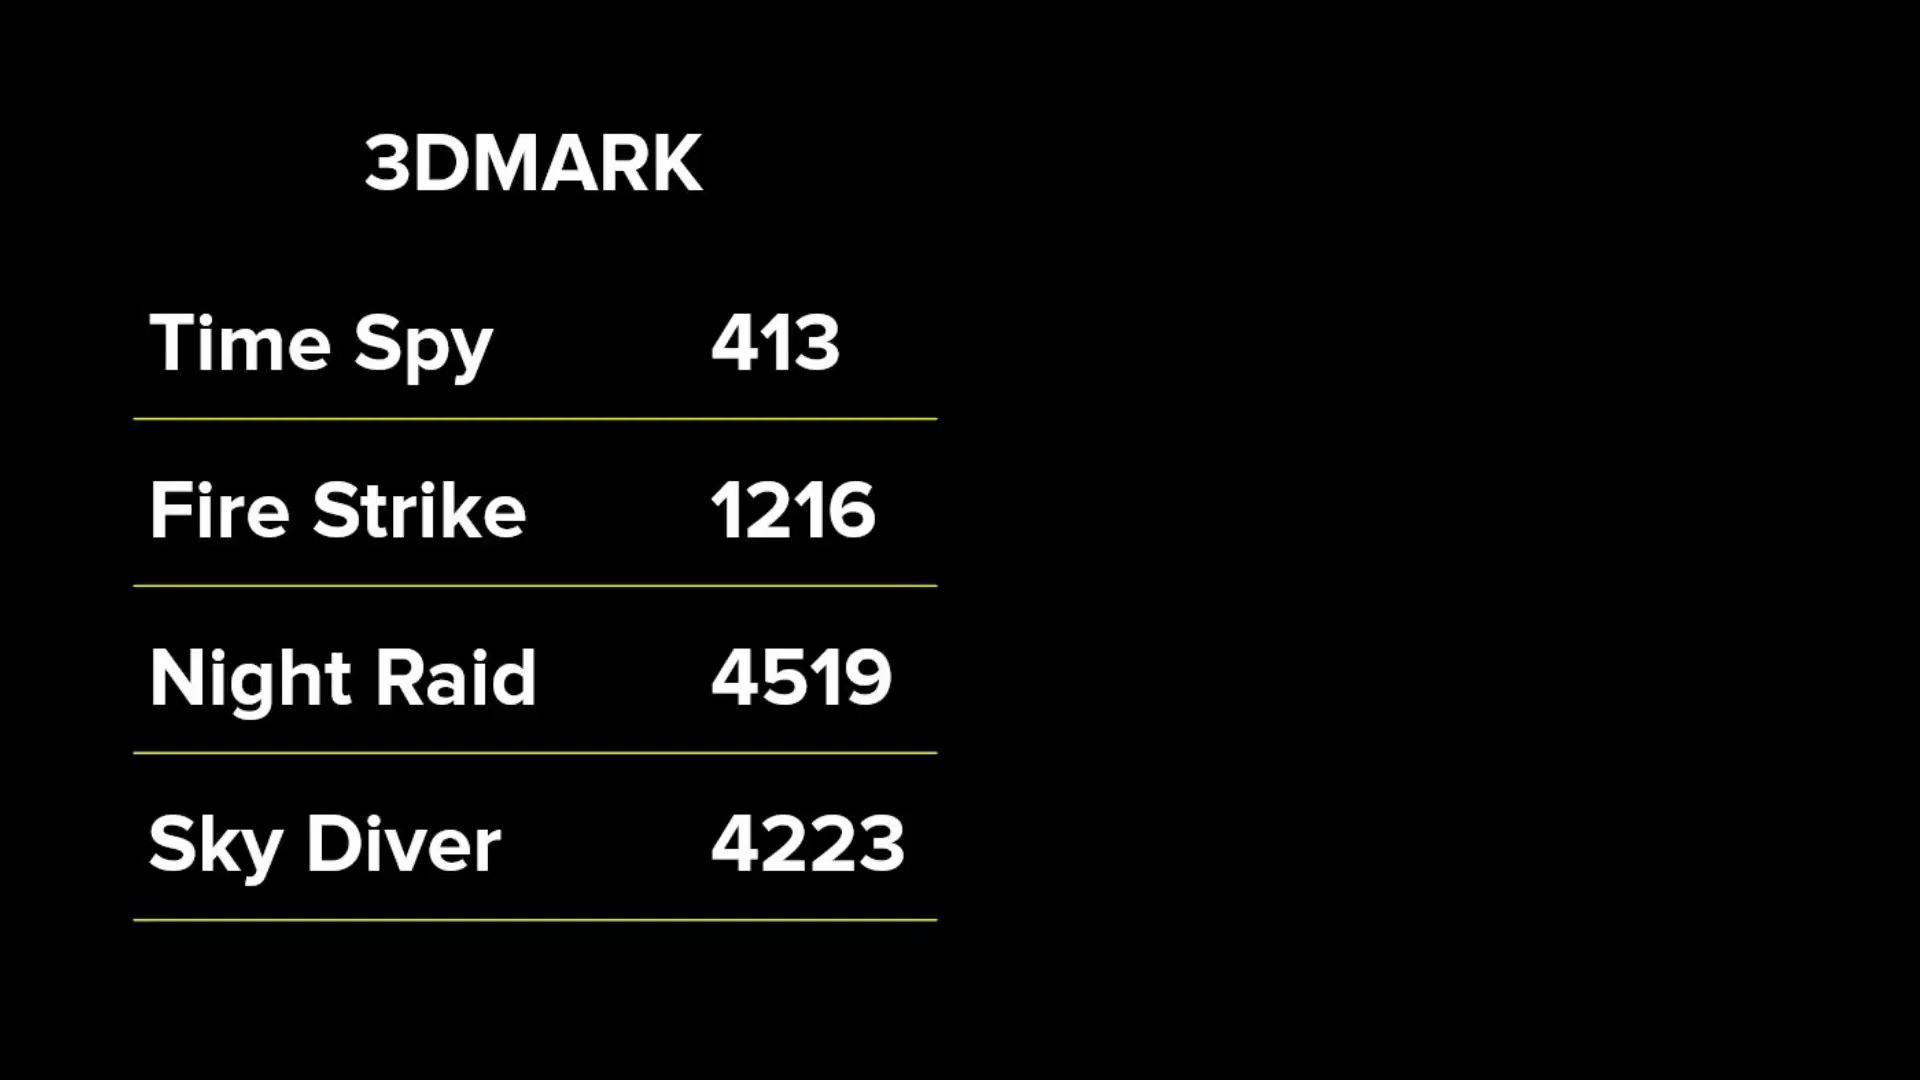 3DMARK
Time Spy 413
Fire Strike 1216
Night Raid 4519
Sky Diver 4223